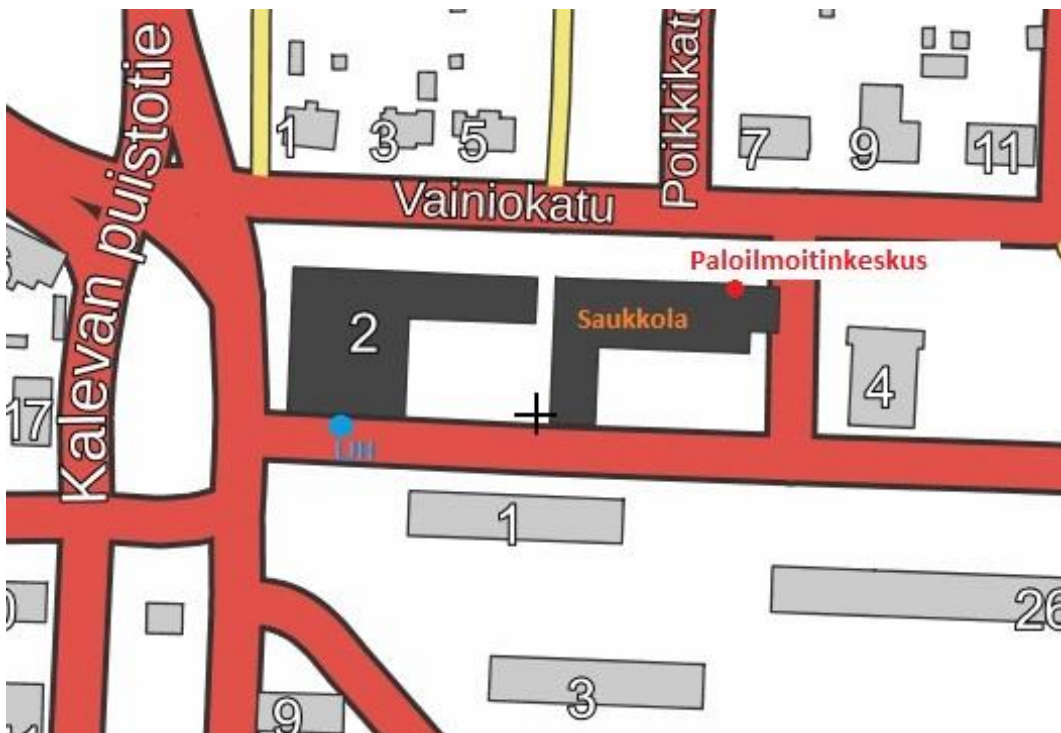 Kalevan puistotie
Poikkikatu
1
3
5
7
9
11
Vainiokatu
Paloilmoitinkeskus
Saukkola
2
4
17
LJH
1
26
3
9